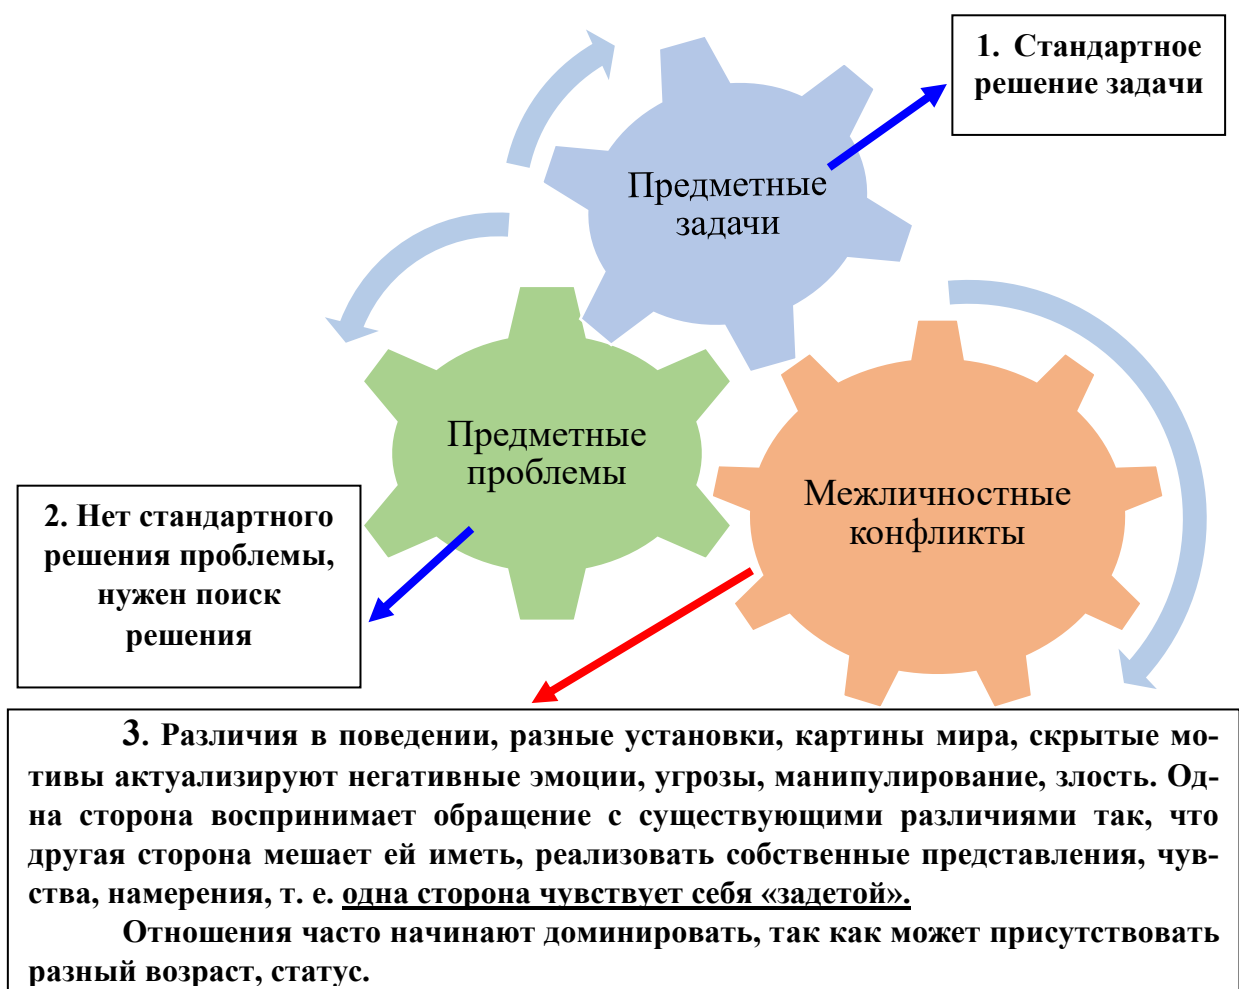 1. Стандартное
решение задачи
Предметные
задачи
Предметные
проблемы
Межличностные
конфликты
2. Нет стандартного
решения проблемы,
нужен поиск
решения
3. Различия в поведении, разные установки, картины мира, скрытые мо-
тивы актуализируют негативные эмоции, угрозы, манипулирование, злость. Од-
на сторона воспринимает обращение с существующими различиями так, что
другая сторона мешает ей иметь, реализовать собственные представления, чув-
ства, намерения, т. е. одна сторона чувствует себя «задетой».
Отношения часто начинают доминировать, так как может присутствовать
разный возраст, статус.